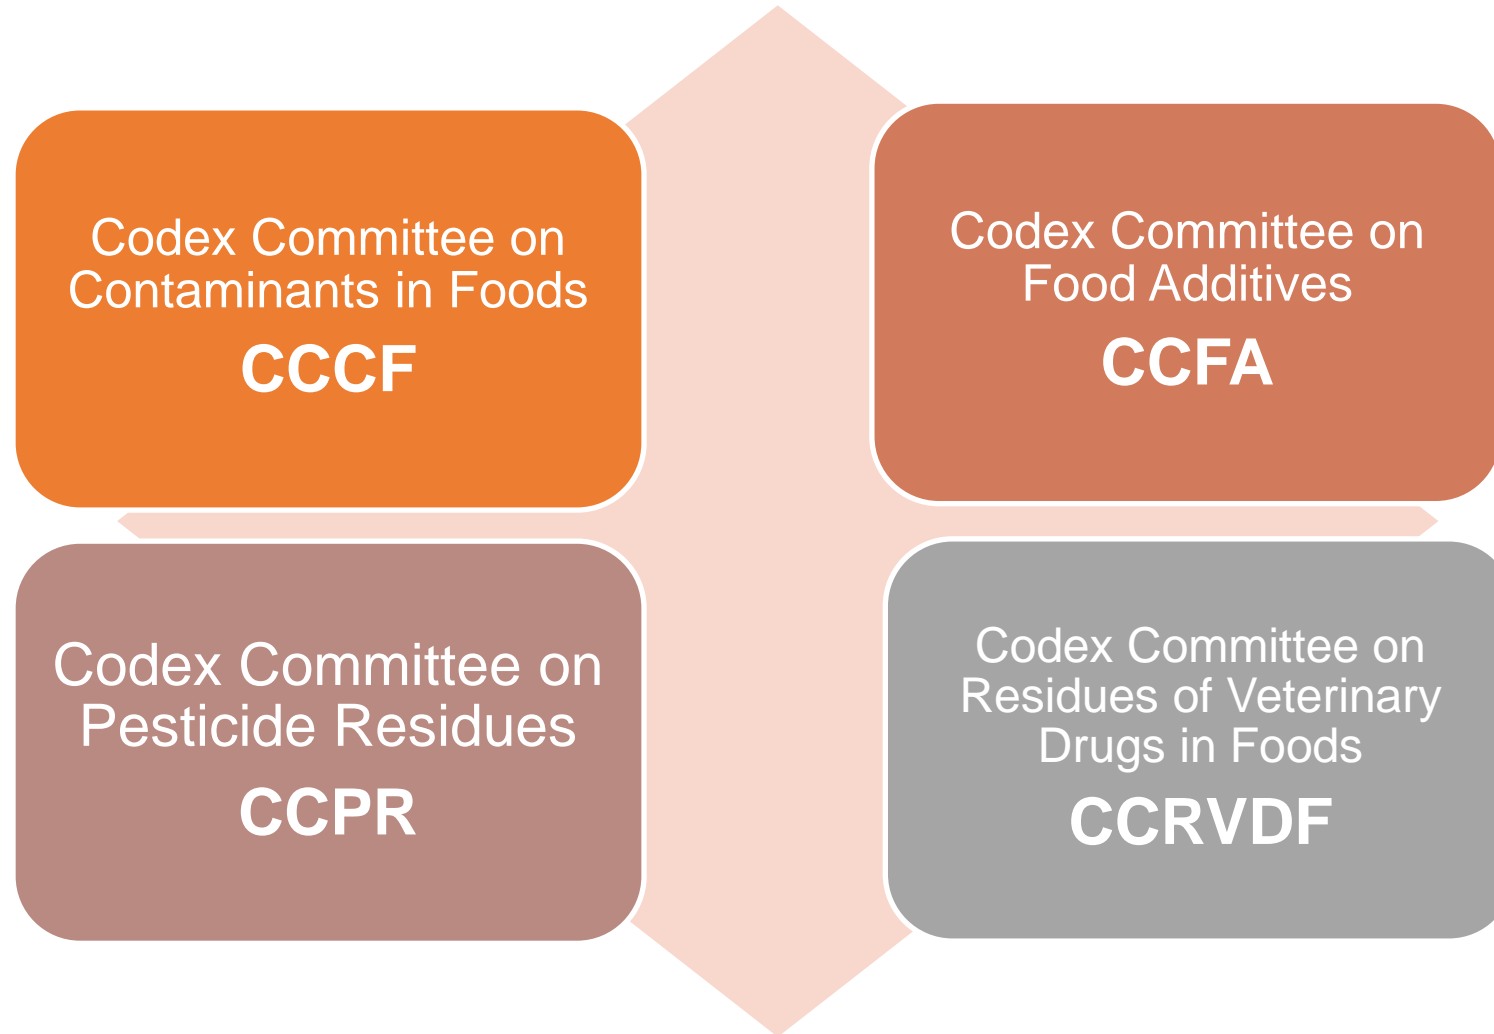 Codex Committee on
Contaminants in Foods
CCCF
Codex Committee on
Food Additives
CCFA
Codex Committee on
Pesticide Residues
CCPR
Codex Committee on
Residues of Veterinary
Drugs in Foods
CCRVDF